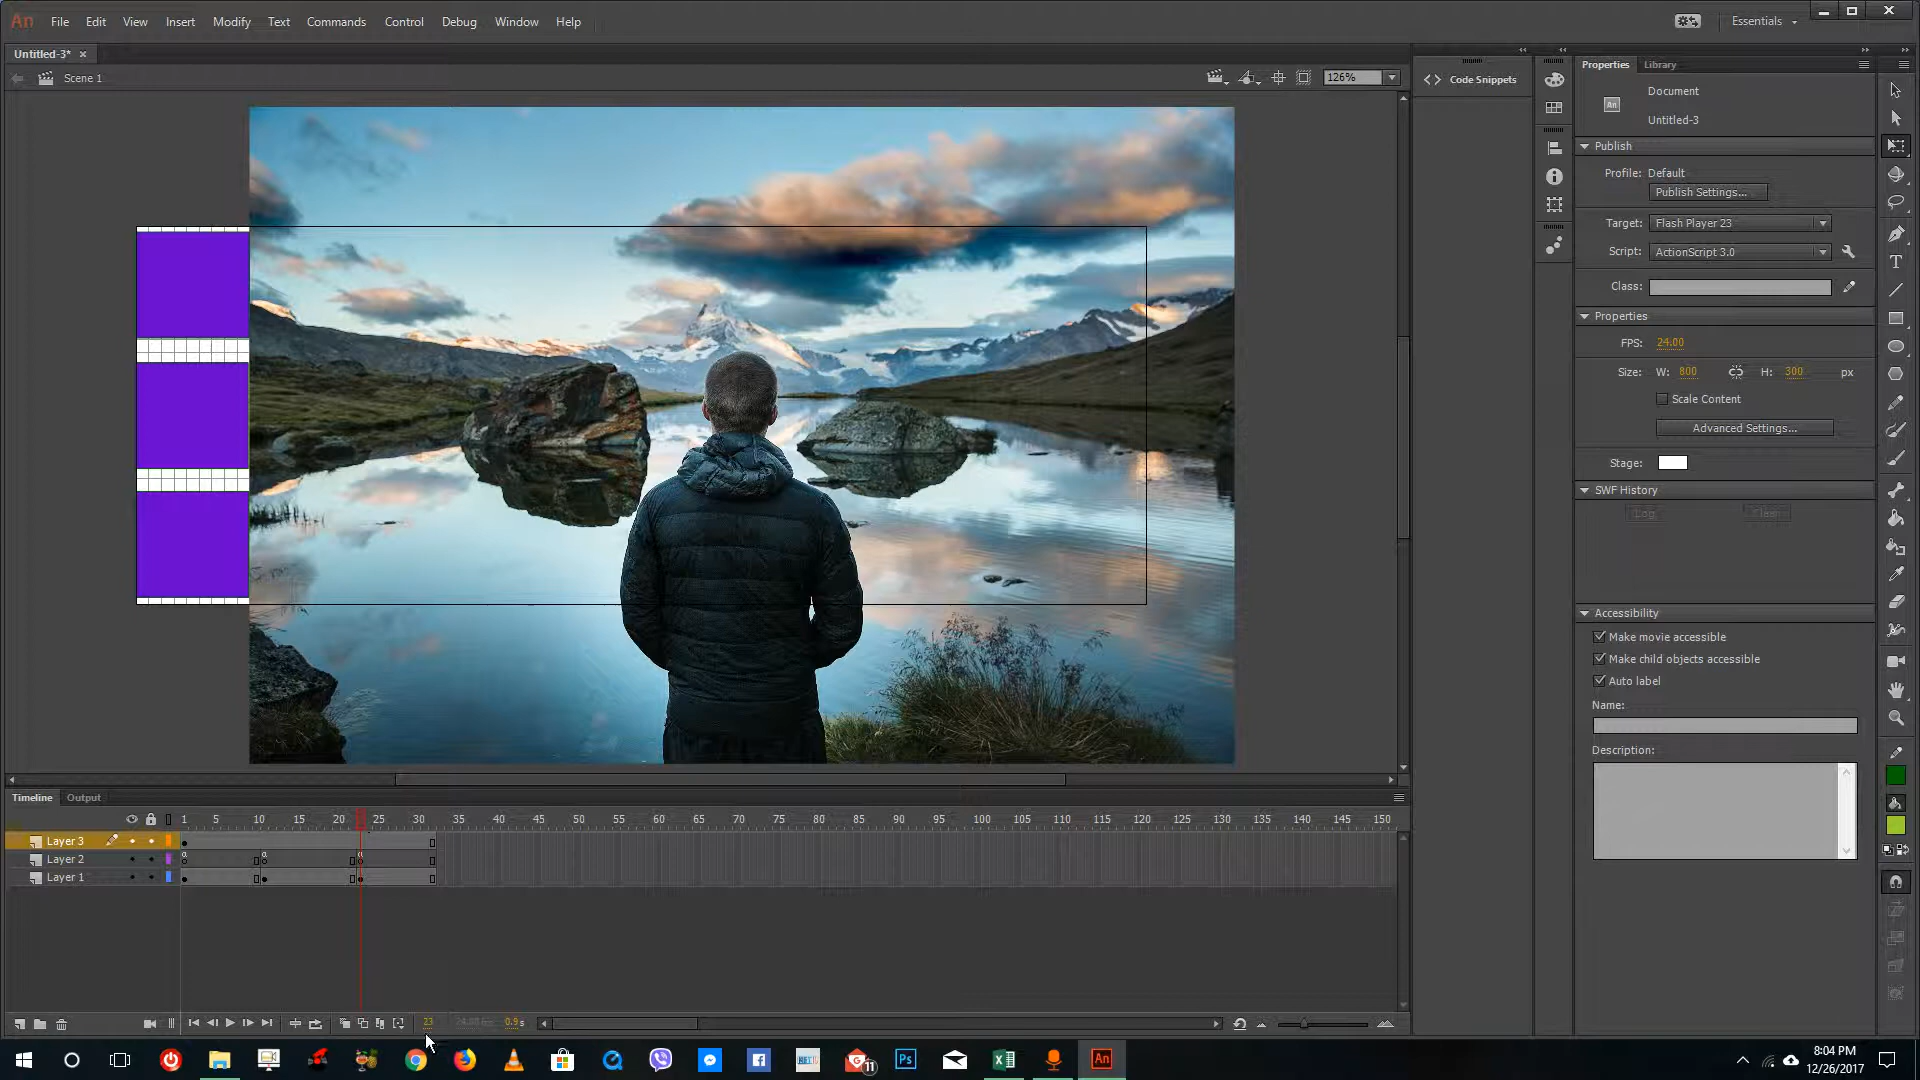 An File Edit View Insert Modify Text Commands Control Debug Window Help Essentials
Untitled-3*
Scene 1
126%
Code Snippets
Properties Library
Document
An
Untitled-3
Publish
Profile: Default
Publish Settings...
Target: Flash Player 23
Script: ActionScript 3.0
Class:
Properties
FPS: 24.00
Size: W: 800 H: 300 px
Scale Content
Advanced Settings...
Stage:
SWF History
Log Clear
Accessibility
Make movie accessible
Make child objects accessible
Auto label
Name:
Description:
Timeline Output
1 5 10 15 20 25 30 35 40 45 50 55 60 65 70 75 80 85 90 95 100 105 110 115 120 125 130 135 140 145 150
Layer 3
Layer 2
Layer 1
23 0.9 s
11
Ps
An
8:04 PM
12/26/2017